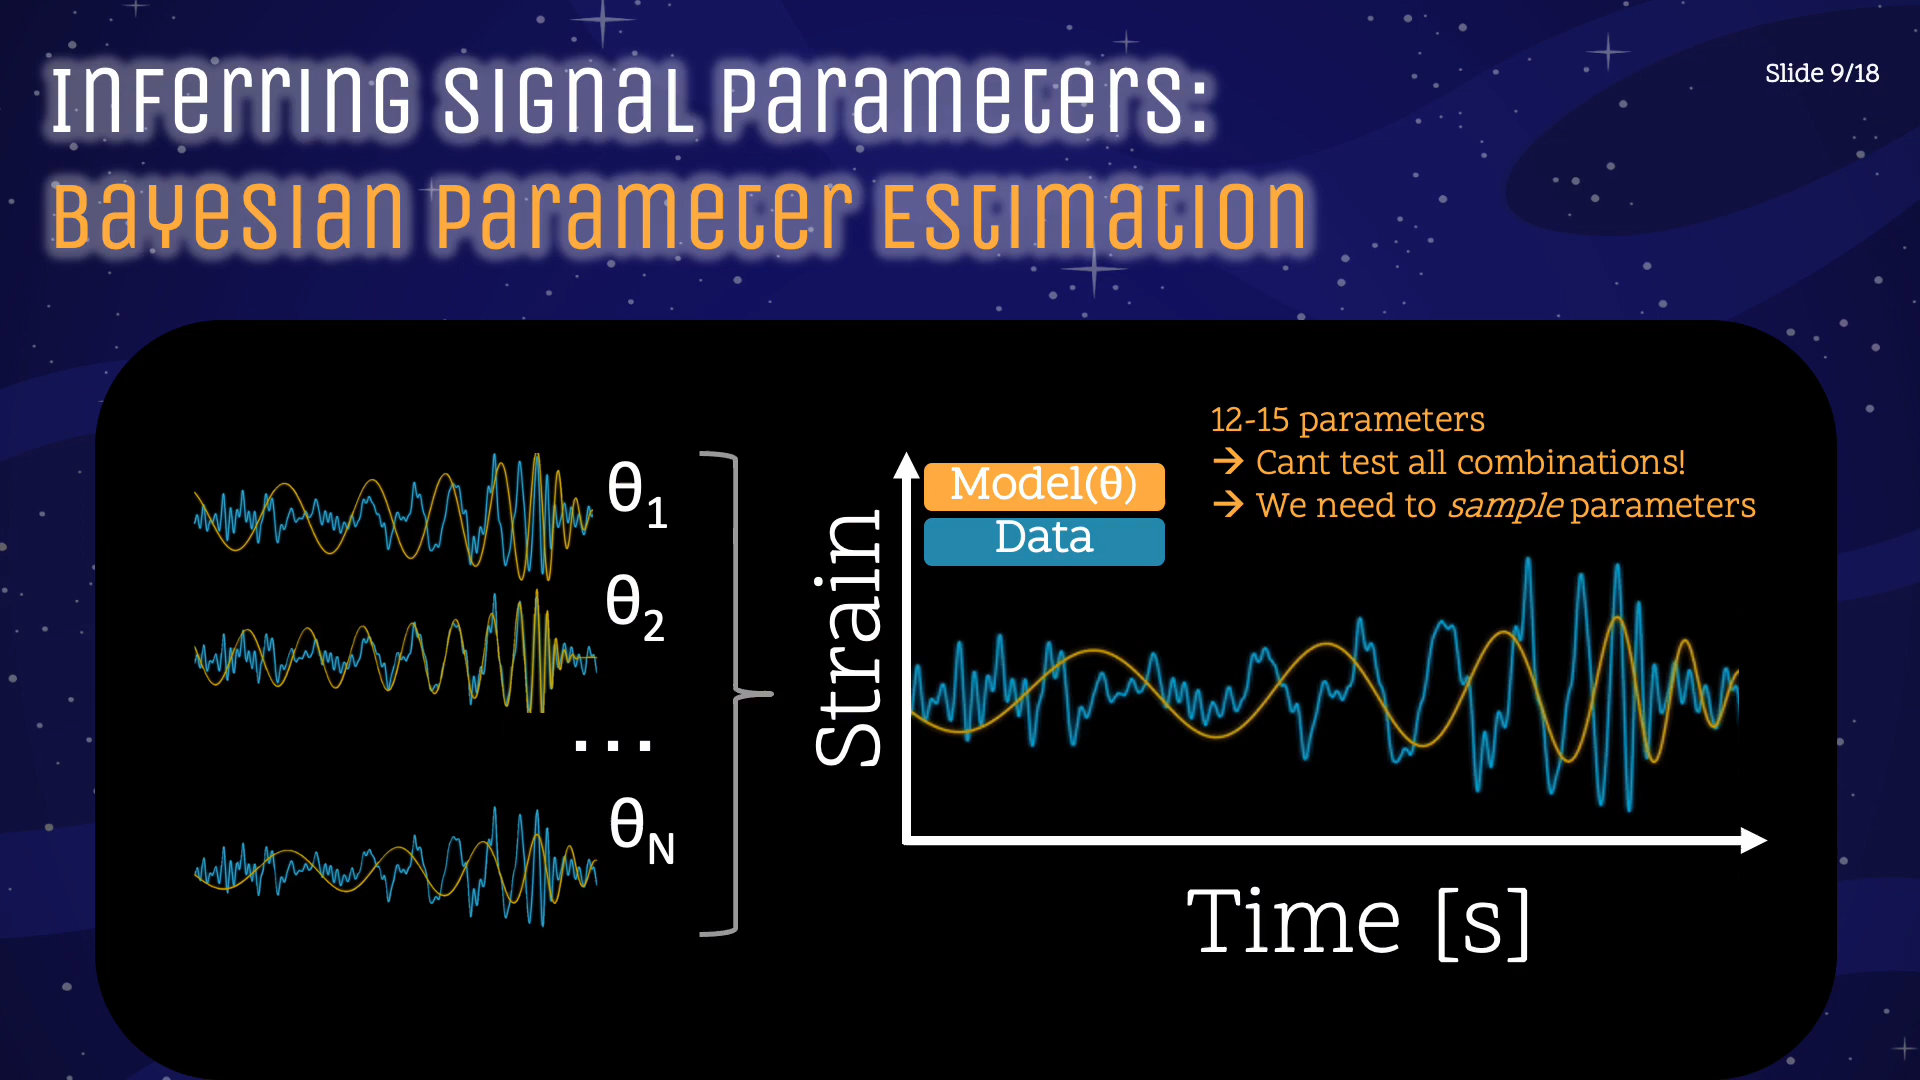 Inferring Signal Parameters:
Bayesian Parameter Estimation
Slide 9/18
θ1
θ2
...
θN
Strain
Model(θ)
Data
12-15 parameters
→ Cant test all combinations!
→ We need to sample parameters
Time [s]